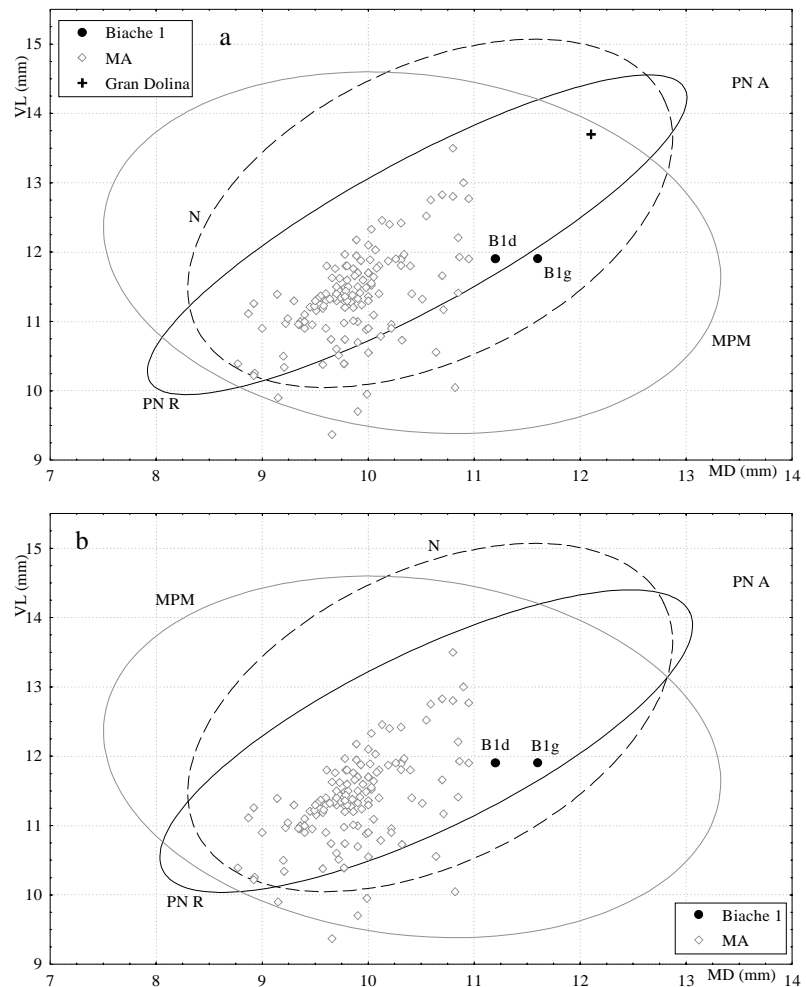 Biache 1
MA
Gran Dolina
a
15
14
13
12
11
10
9
VL (mm)
PN A
N
B1d
B1g
MPM
PN R
7 8 9 10 11 12 13 14
MD (mm)
b
15
14
13
12
11
10
9
VL (mm)
N
PN A
MPM
B1d B1g
PN R
Biache 1
MA
7 8 9 10 11 12 13 14
MD (mm)